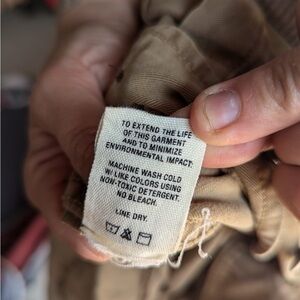 TO EXTEND THE LIFE
OF THIS GARMENT
AND TO MINIMIZE
ENVIRONMENTAL IMPACT:
MACHINE WASH COLD
W/ LIKE COLORS USING
NON-TOXIC DETERGENT.
NO BLEACH.
LINE DRY.